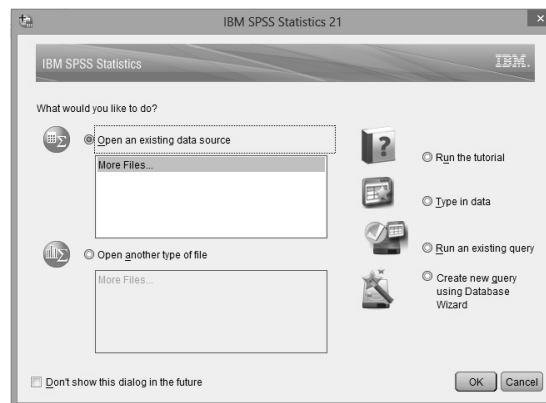 IBM SPSS Statistics 21
IBM SPSS Statistics
IBM.
What would you like to do?
Open an existing data source
More Files...
Open another type of file
More Files...
Run the tutorial
Type in data
Run an existing query
Create new query
using Database
Wizard
Don't show this dialog in the future
OK
Cancel